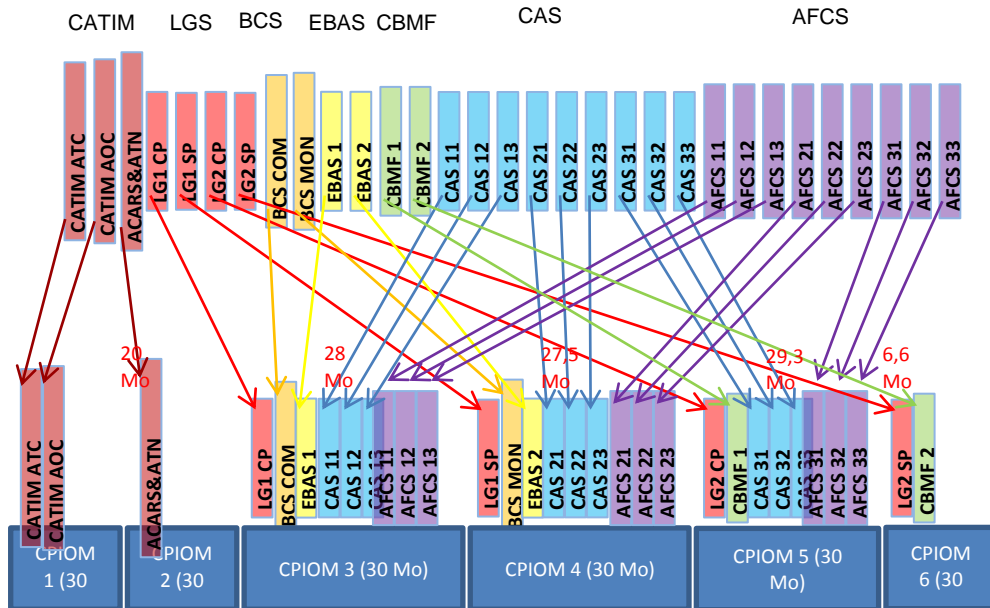 CATIM
LGS
BCS
EBAS
CBMF
CAS
AFCS
CATIM ATC
CATIM AOC
ACARS&ATN
LG1 CP
LG1 SP
LG2 CP
LG2 SP
BCS COM
BCS MON
EBAS 1
EBAS 2
CBMF 1
CBMF 2
CAS 11
CAS 12
CAS 13
CAS 21
CAS 22
CAS 23
CAS 31
CAS 32
CAS 33
AFCS 11
AFCS 12
AFCS 13
AFCS 21
AFCS 22
AFCS 23
AFCS 31
AFCS 32
AFCS 33
20
Mo
28
Mo
27,5
Mo
29,3
Mo
6,6
Mo
CATIM ATC
CATIM AOC
ACARS&ATN
LG1 CP
BCS COM
EBAS 1
CAS 11
CAS 12
CAS 13
AFCS 11
AFCS 12
AFCS 13
LG1 SP
BCS MON
EBAS 2
CAS 21
CAS 22
CAS 23
AFCS 21
AFCS 22
AFCS 23
LG2 CP
CBMF 1
CAS 31
CAS 32
CAS 33
AFCS 31
AFCS 32
AFCS 33
LG2 SP
CBMF 2
CPIOM
1 (30
CPIOM
2 (30
CPIOM 3 (30 Mo)
CPIOM 4 (30 Mo)
CPIOM 5 (30
Mo)
CPIOM
6 (30